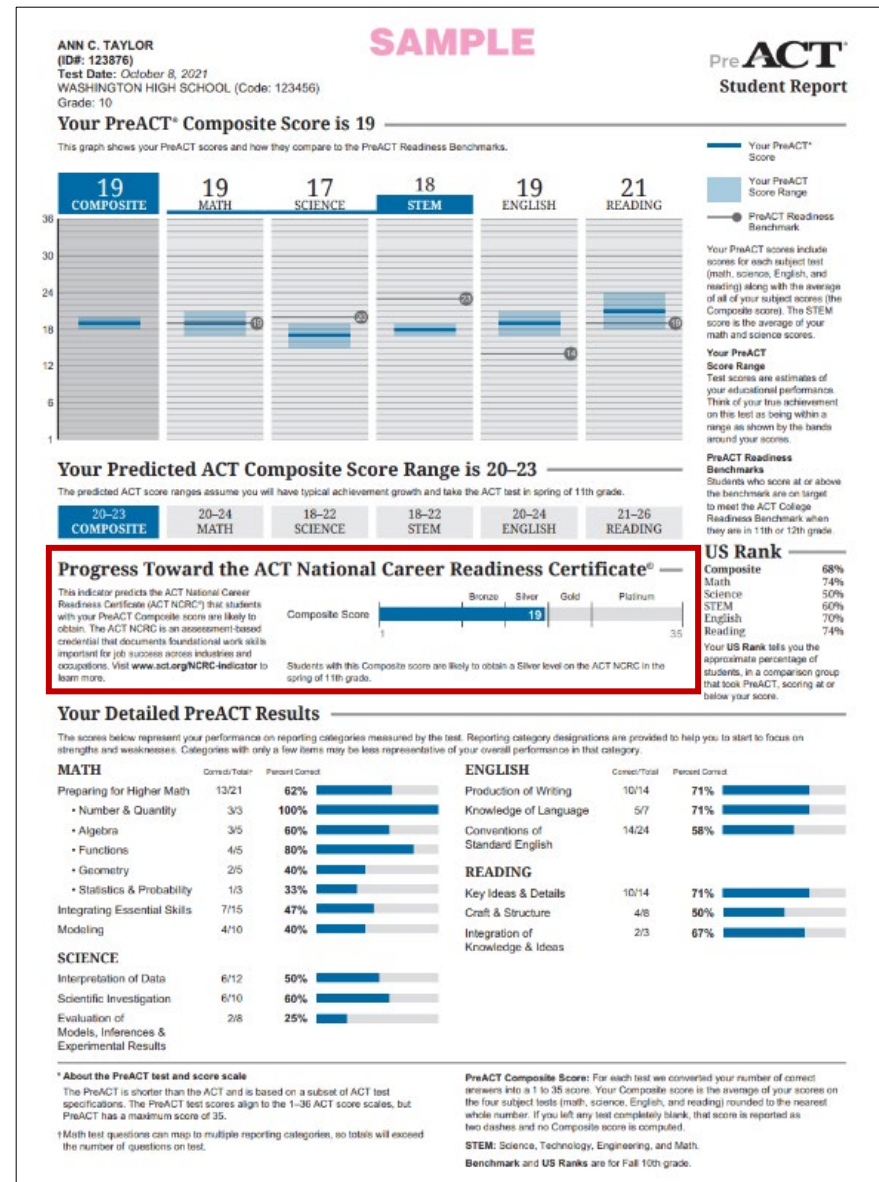 SAMPLE
ANN C. TAYLOR
(ID#: 123876)
Test Date: October 8, 2021
WASHINGTON HIGH SCHOOL (Code: 123456)
Grade: 10
PreACT®
Student Report
Your PreACT® Composite Score is 19
This graph shows your PreACT scores and how they compare to the PreACT Readiness Benchmarks.
19 19 17 18 19 21
COMPOSITE MATH SCIENCE STEM ENGLISH READING
36
30
24
18
12
6
1
19
20
23
14
19
Your PreACT®
Score
Your PreACT
Score Range
PreACT Readiness
Benchmark
Your PreACT scores include
scores for each subject test
(math, science, English, and
reading) along with the average
of all of your subject scores (the
Composite score). The STEM
score is the average of your
math and science scores.
Your PreACT
Score Range
Test scores are estimates of
your educational performance.
Think of your true achievement
on this test as being within a
range as shown by the bands
around your scores.
PreACT Readiness
Benchmarks
Students who score at or above
the benchmark are on target
to meet the ACT College
Readiness Benchmark when
they are in 11th or 12th grade.
Your Predicted ACT Composite Score Range is 20–23
The predicted ACT score ranges assume you will have typical achievement growth and take the ACT test in spring of 11th grade.
20–23 20–24 18–22 18–22 20–24 21–26
COMPOSITE MATH SCIENCE STEM ENGLISH READING
Progress Toward the ACT National Career Readiness Certificate®
This indicator predicts the ACT National Career
Readiness Certificate (ACT NCRC®) that students
with your PreACT Composite score are likely to
obtain. The ACT NCRC is an assessment-based
credential that documents foundational work skills
important for job success across industries and
occupations. Visit www.act.org/NCRC-indicator to
learn more.
Bronze Silver Gold Platinum
Composite Score 19
1 35
Students with this Composite score are likely to obtain a Silver level on the ACT NCRC in the
spring of 11th grade.
US Rank
Composite 68%
Math 74%
Science 50%
STEM 60%
English 70%
Reading 74%
Your US Rank tells you the
approximate percentage of
students, in a comparison group
that took PreACT, scoring at or
below your score.
Your Detailed PreACT Results
The scores below represent your performance on reporting categories measured by the test. Reporting category designations are provided to help you to start to focus on
strengths and weaknesses. Categories with only a few items may be less representative of your overall performance in that category.
MATH Correct/Total† Percent Correct
Preparing for Higher Math 13/21 62%
• Number & Quantity 3/3 100%
• Algebra 3/5 60%
• Functions 4/5 80%
• Geometry 2/5 40%
• Statistics & Probability 1/3 33%
Integrating Essential Skills 7/15 47%
Modeling 4/10 40%
SCIENCE
Interpretation of Data 6/12 50%
Scientific Investigation 6/10 60%
Evaluation of 2/8 25%
Models, Inferences &
Experimental Results
ENGLISH Correct/Total Percent Correct
Production of Writing 10/14 71%
Knowledge of Language 5/7 71%
Conventions of 14/24 58%
Standard English
READING
Key Ideas & Details 10/14 71%
Craft & Structure 4/8 50%
Integration of 2/3 67%
Knowledge & Ideas
* About the PreACT test and score scale
The PreACT is shorter than the ACT and is based on a subset of ACT test
specifications. The PreACT test scores align to the 1–36 ACT score scales, but
PreACT has a maximum score of 35.
†Math test questions can map to multiple reporting categories, so totals will exceed
the number of questions on test.
PreACT Composite Score: For each test we converted your number of correct
answers into a 1 to 35 score. Your Composite score is the average of your scores on
the four subject tests (math, science, English, and reading) rounded to the nearest
whole number. If you left any test completely blank, that score is reported as
two dashes and no Composite score is computed.
STEM: Science, Technology, Engineering, and Math.
Benchmark and US Ranks are for Fall 10th grade.